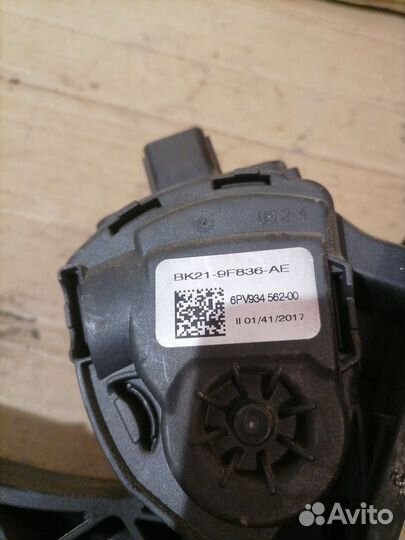 BK21-9F836-AE
6PV934 562-00
II 01/41/2017
Avito